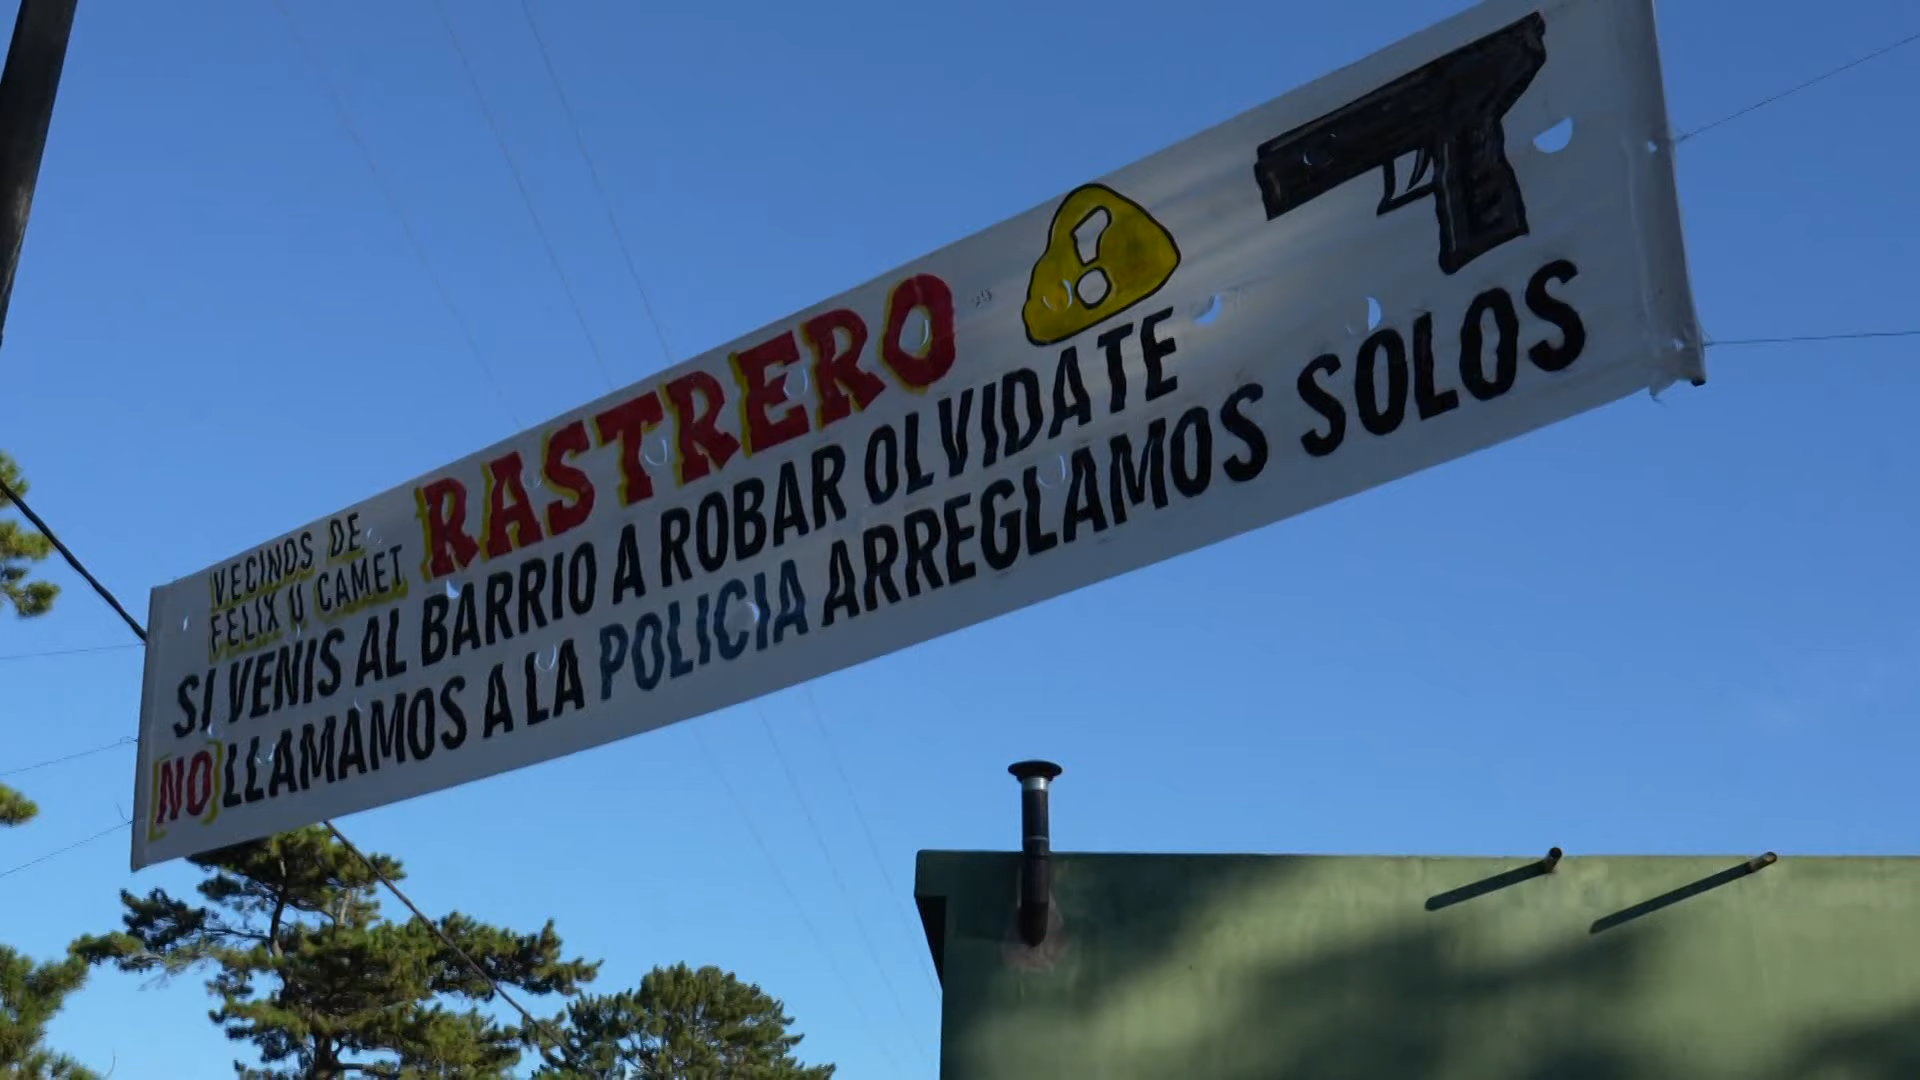 VECINOS DE
FELIX U CAMET
RASTRERO
SI VENIS AL BARRIO A ROBAR OLVIDATE
NO LLAMAMOS A LA POLICIA ARREGLAMOS SOLOS